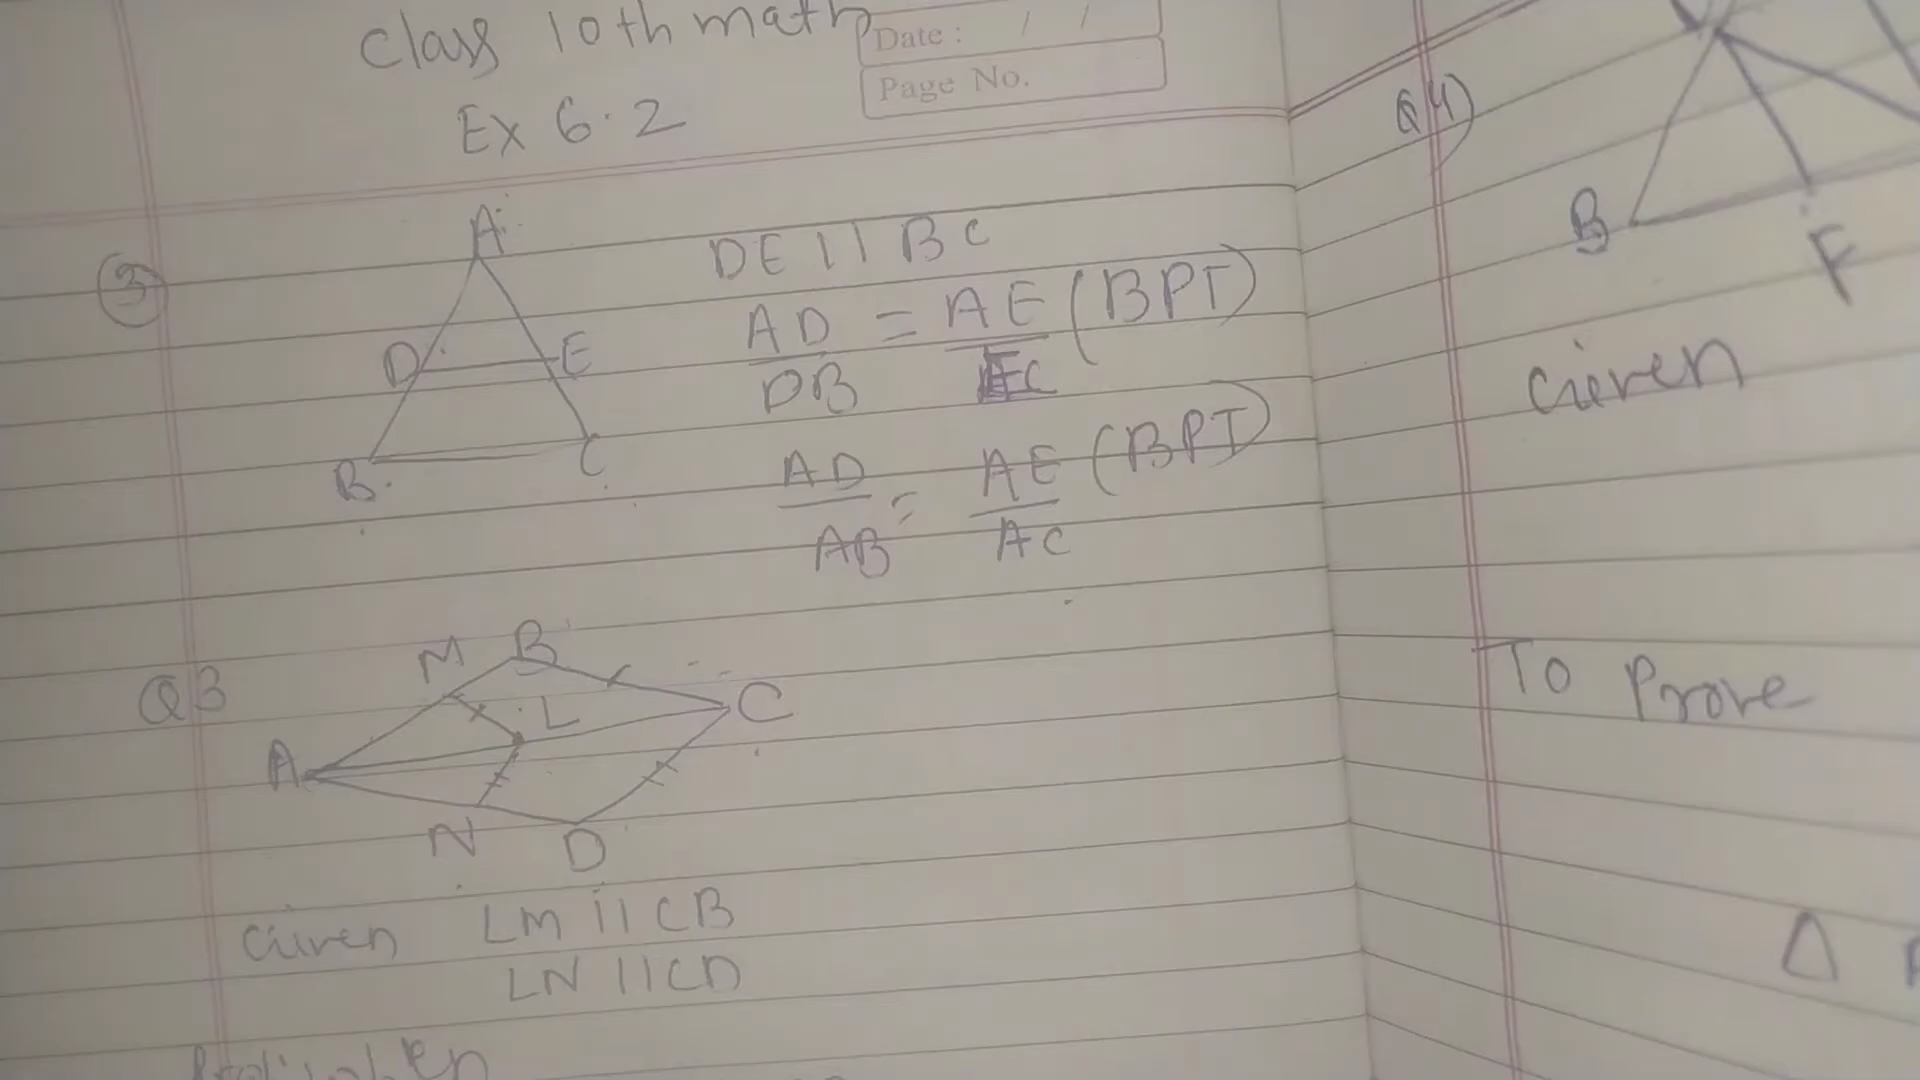 Class 10th math
Date : / /
Page No.
Ex 6.2
3
A
D E
B C
DE || BC
AD = AE (BPT)
DB EC
AD = AE (BPT)
AB AC
Q3
M B
L C
A
N D
Given LM || CB
LN || CD
Q4)
B
F
Given
To Prove
Δ